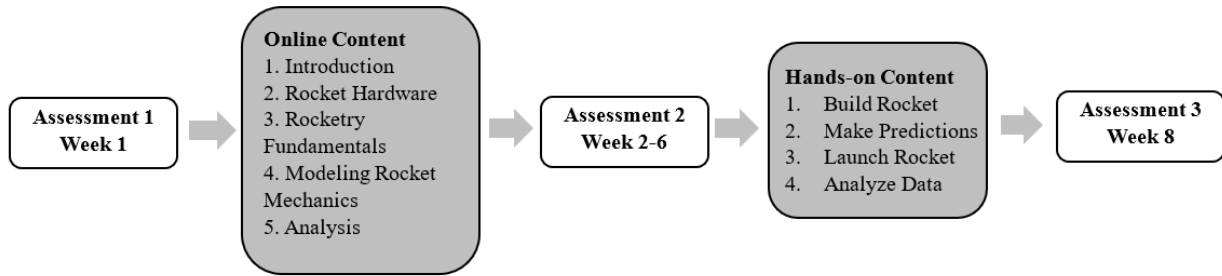 Assessment 1
Week 1
Online Content
1. Introduction
2. Rocket Hardware
3. Rocketry
Fundamentals
4. Modeling Rocket
Mechanics
5. Analysis
Assessment 2
Week 2-6
Hands-on Content
1. Build Rocket
2. Make Predictions
3. Launch Rocket
4. Analyze Data
Assessment 3
Week 8